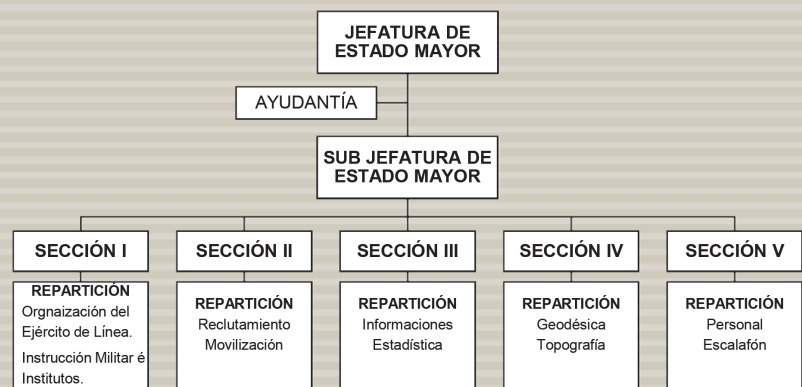 JEFATURA DE
ESTADO MAYOR
AYUDANTÍA
SUB JEFATURA DE
ESTADO MAYOR
SECCIÓN I
SECCIÓN II
SECCIÓN III
SECCIÓN IV
SECCIÓN V
REPARTICIÓN
Orgnaización del
Ejército de Línea.
Instrucción Militar é
Institutos.
REPARTICIÓN
Reclutamiento
Movilización
REPARTICIÓN
Informaciones
Estadística
REPARTICIÓN
Geodésica
Topografía
REPARTICIÓN
Personal
Escalafón